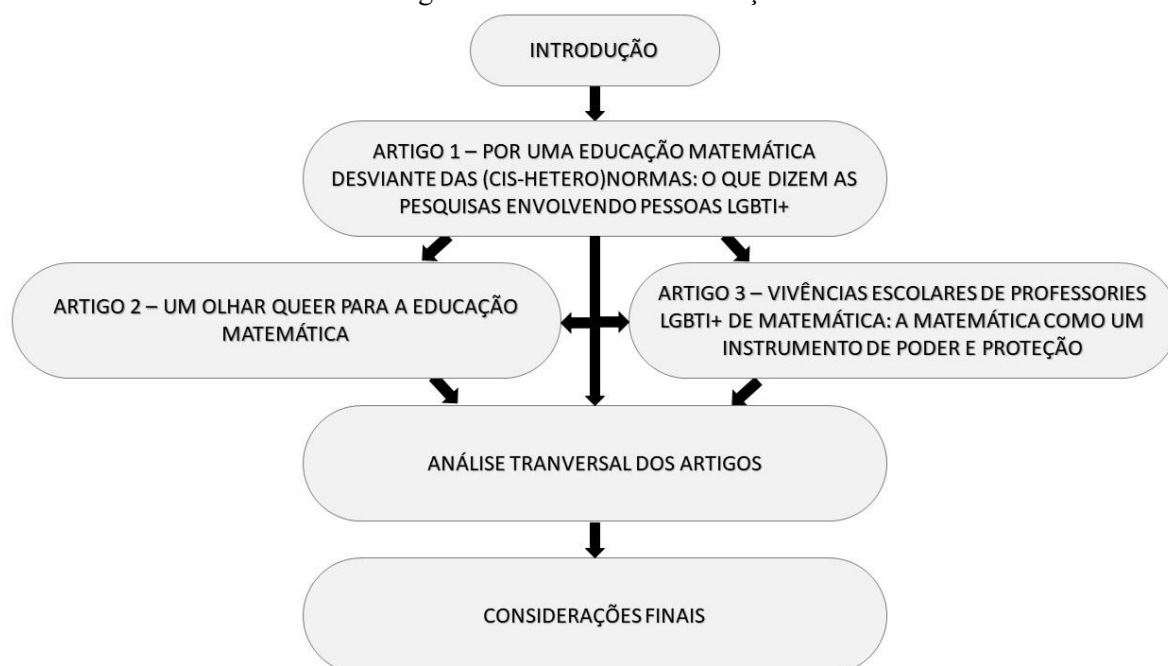 INTRODUÇÃO
ARTIGO 1 – POR UMA EDUCAÇÃO MATEMÁTICA
DESVIANTE DAS (CIS-HETERO)NORMAS: O QUE DIZEM AS
PESQUISAS ENVOLVENDO PESSOAS LGBTI+
ARTIGO 2 – UM OLHAR QUEER PARA A EDUCAÇÃO
MATEMÁTICA
ARTIGO 3 – VIVÊNCIAS ESCOLARES DE PROFESSORIES
LGBTI+ DE MATEMÁTICA: A MATEMÁTICA COMO UM
INSTRUMENTO DE PODER E PROTEÇÃO
ANÁLISE TRANVERSAL DOS ARTIGOS
CONSIDERAÇÕES FINAIS